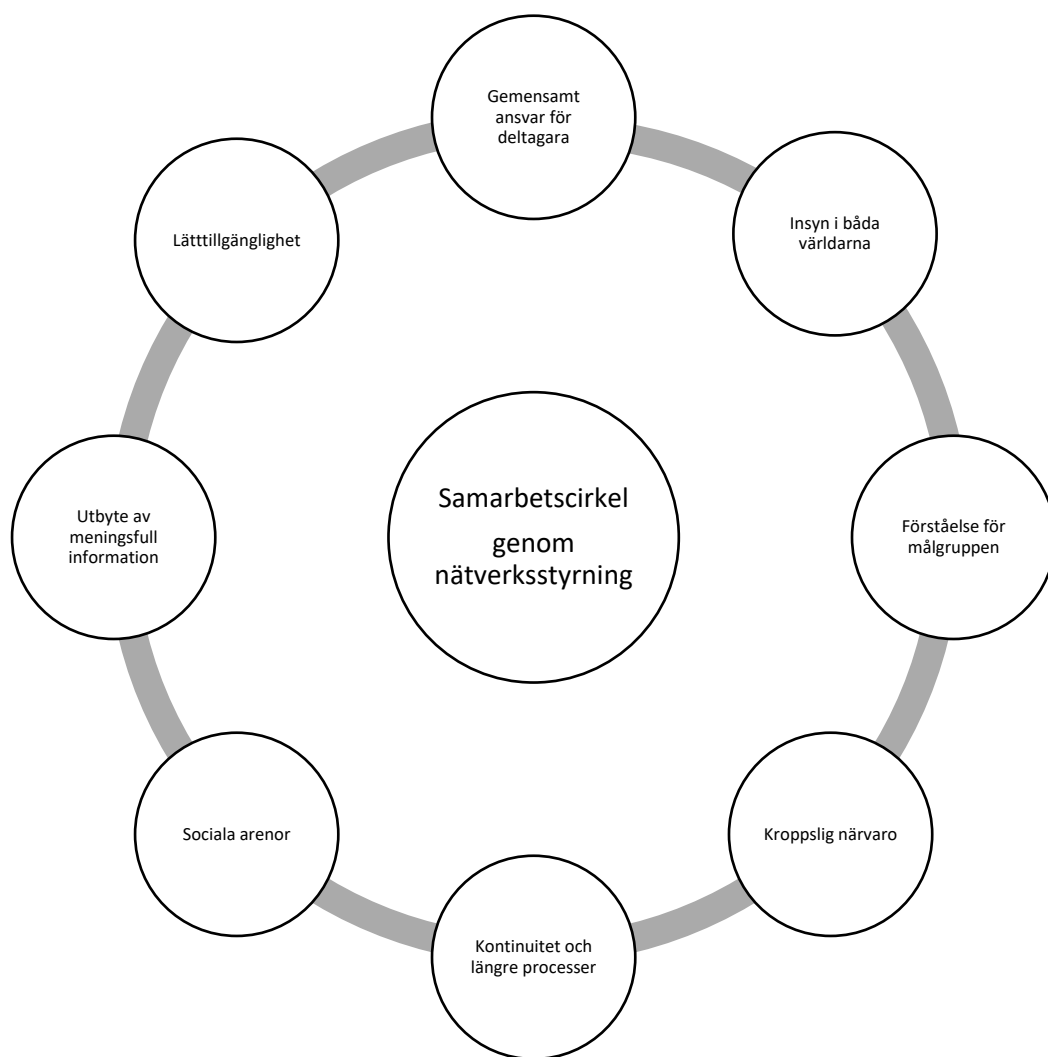 Gemensamt
ansvar för
deltagara
Insyn i båda
världarna
Förståelse för
målgruppen
Kroppslig närvaro
Kontinuitet och
längre processer
Sociala arenor
Utbyte av
meningsfull
information
Lätttillgänglighet
Samarbetscirkel
genom
nätverksstyrning